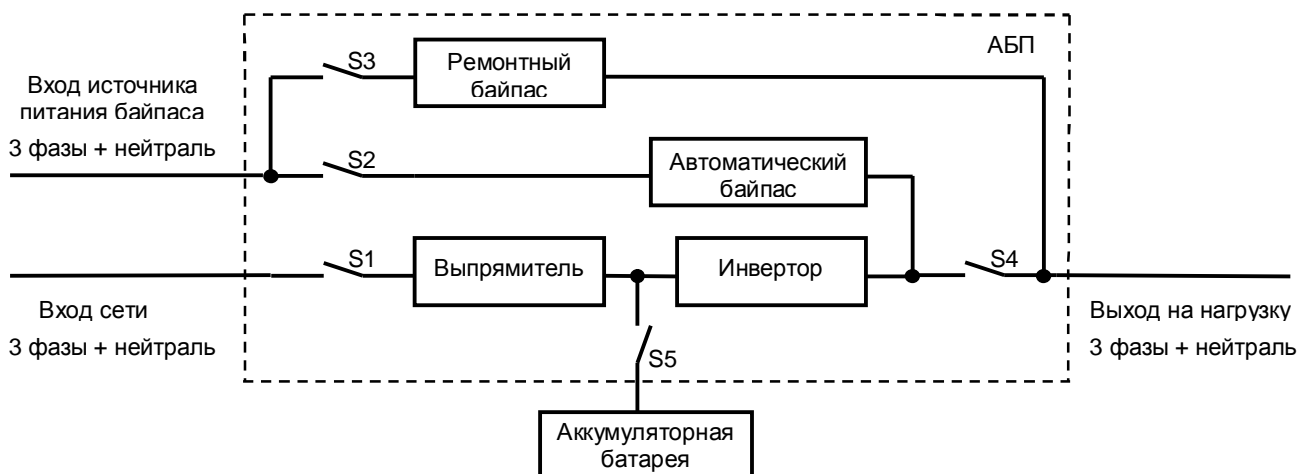 АБП
S3
Ремонтный
байпас
Вход источника
питания байпаса
3 фазы + нейтраль
S2
Автоматический
байпас
S1
Выпрямитель
Инвертор
S4
Вход сети
3 фазы + нейтраль
Выход на нагрузку
3 фазы + нейтраль
S5
Аккумуляторная
батарея